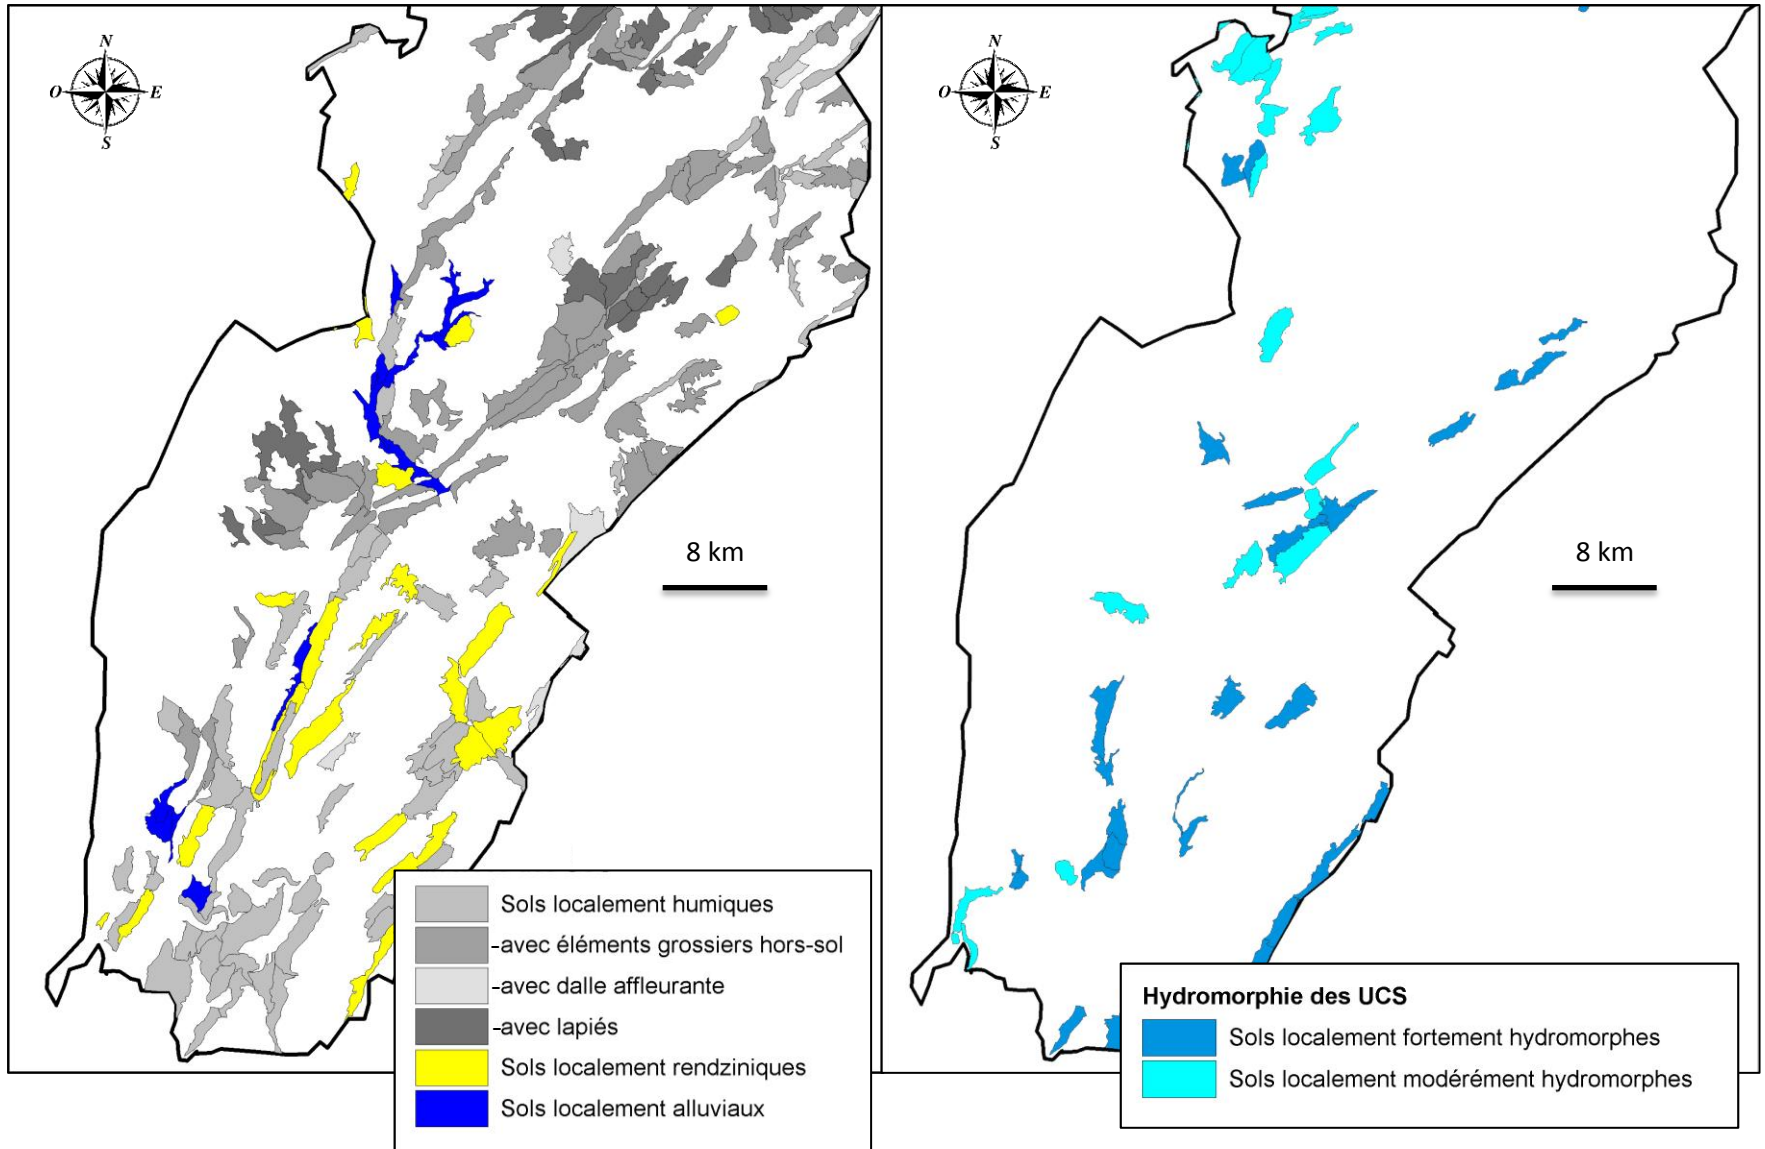 N
O E
S
8 km
Sols localement humiques
-avec éléments grossiers hors-sol
-avec dalle affleurante
-avec lapiés
Sols localement rendziniques
Sols localement alluviaux
N
O E
S
8 km
Hydromorphie des UCS
Sols localement fortement hydromorphes
Sols localement modérément hydromorphes